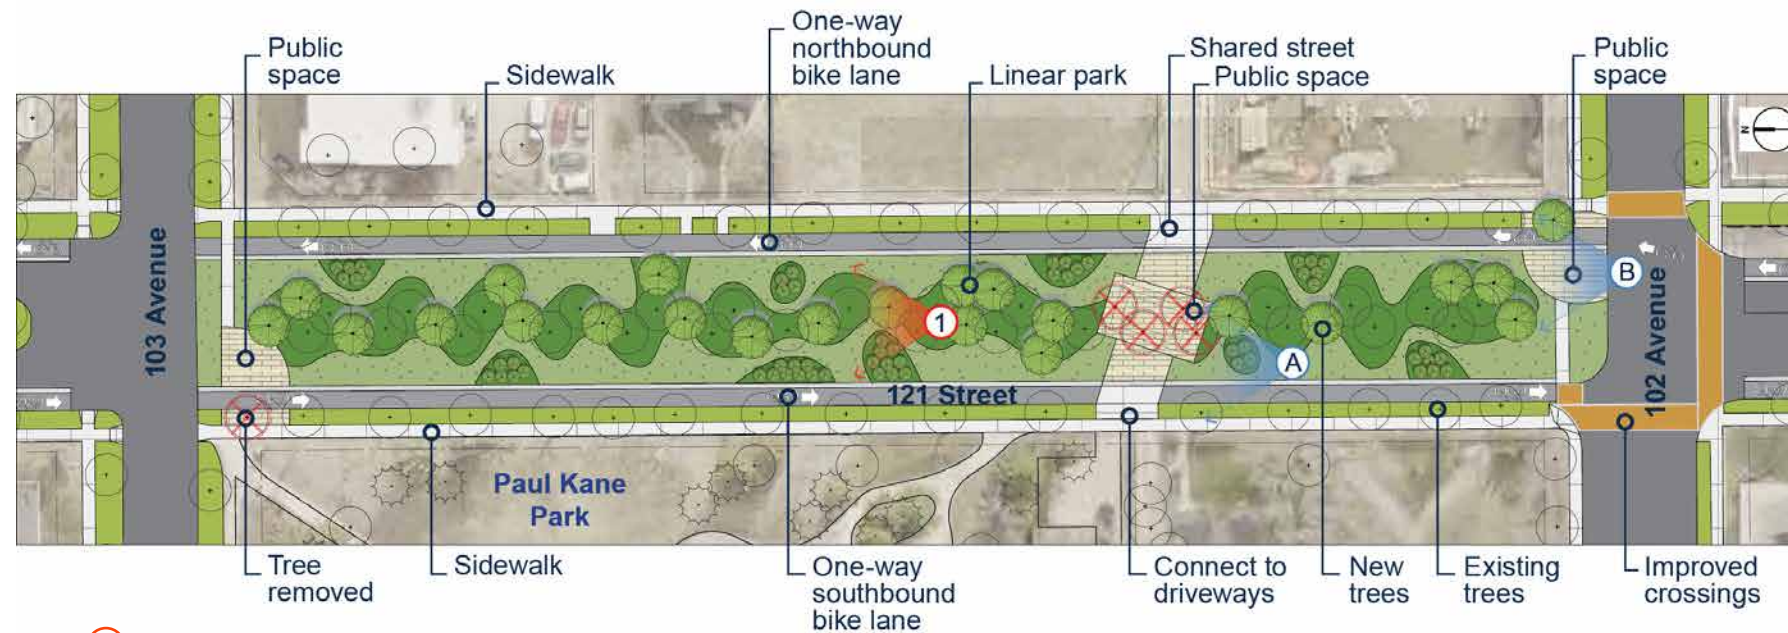 One-way
northbound
bike lane
Public
space
Sidewalk
Linear park
Shared street
Public space
Public
space
N
103 Avenue
1
A
B
121 Street
102 Avenue
Paul Kane
Park
Tree
removed
Sidewalk
One-way
southbound
bike lane
Connect to
driveways
New
trees
Existing
trees
Improved
crossings